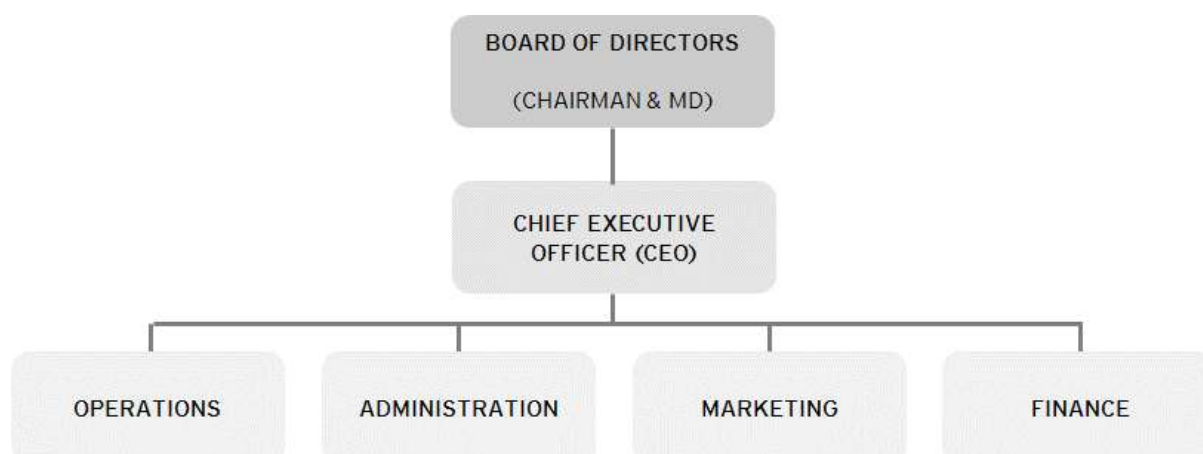 BOARD OF DIRECTORS
(CHAIRMAN & MD)
CHIEF EXECUTIVE
OFFICER (CEO)
OPERATIONS
ADMINISTRATION
MARKETING
FINANCE